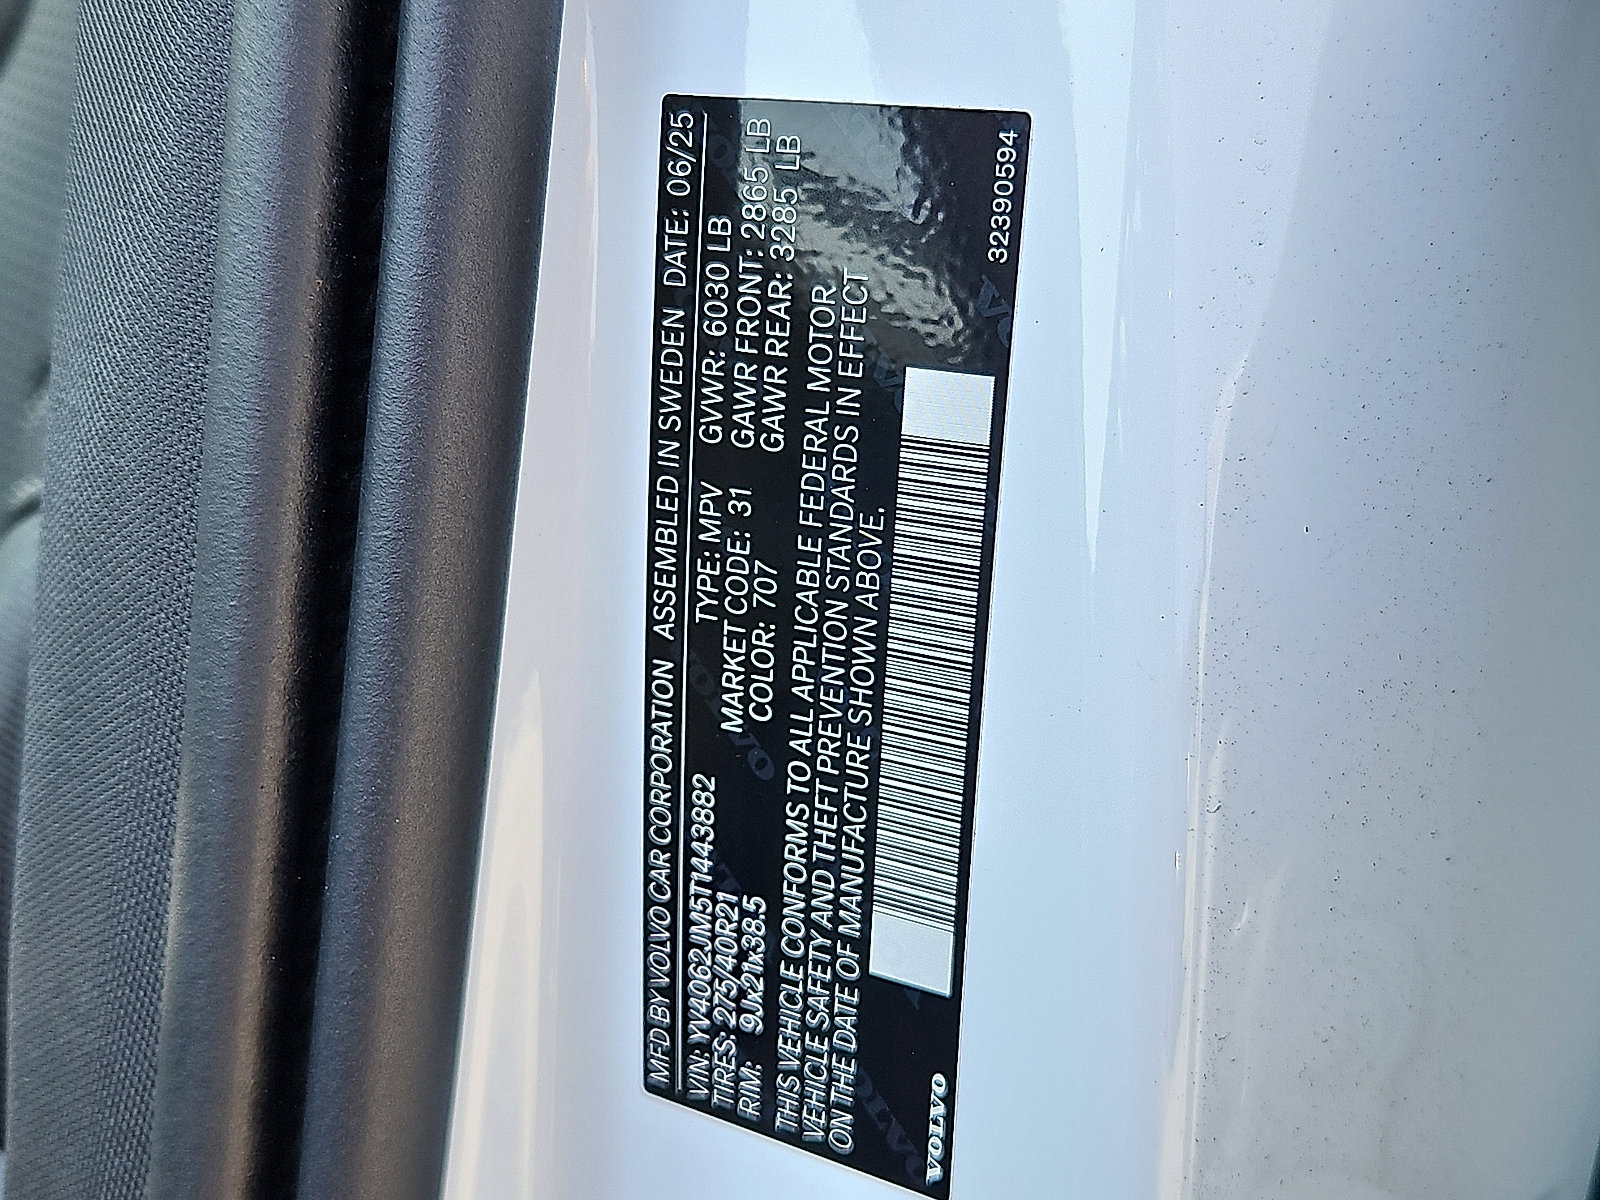 MFD BY VOLVO CAR CORPORATION ASSEMBLED IN SWEDEN DATE: 06/25
VIN: YV4062JM5T1443882 TYPE: MPV GVWR: 6030 LB
TIRES: 275/40R21 MARKET CODE: 31 GAWR FRONT: 2865 LB
RIM: 9Jx21x38.5 COLOR: 707 GAWR REAR: 3285 LB
THIS VEHICLE CONFORMS TO ALL APPLICABLE FEDERAL MOTOR
VEHICLE SAFETY AND THEFT PREVENTION STANDARDS IN EFFECT
ON THE DATE OF MANUFACTURE SHOWN ABOVE.
VOLVO 32390594